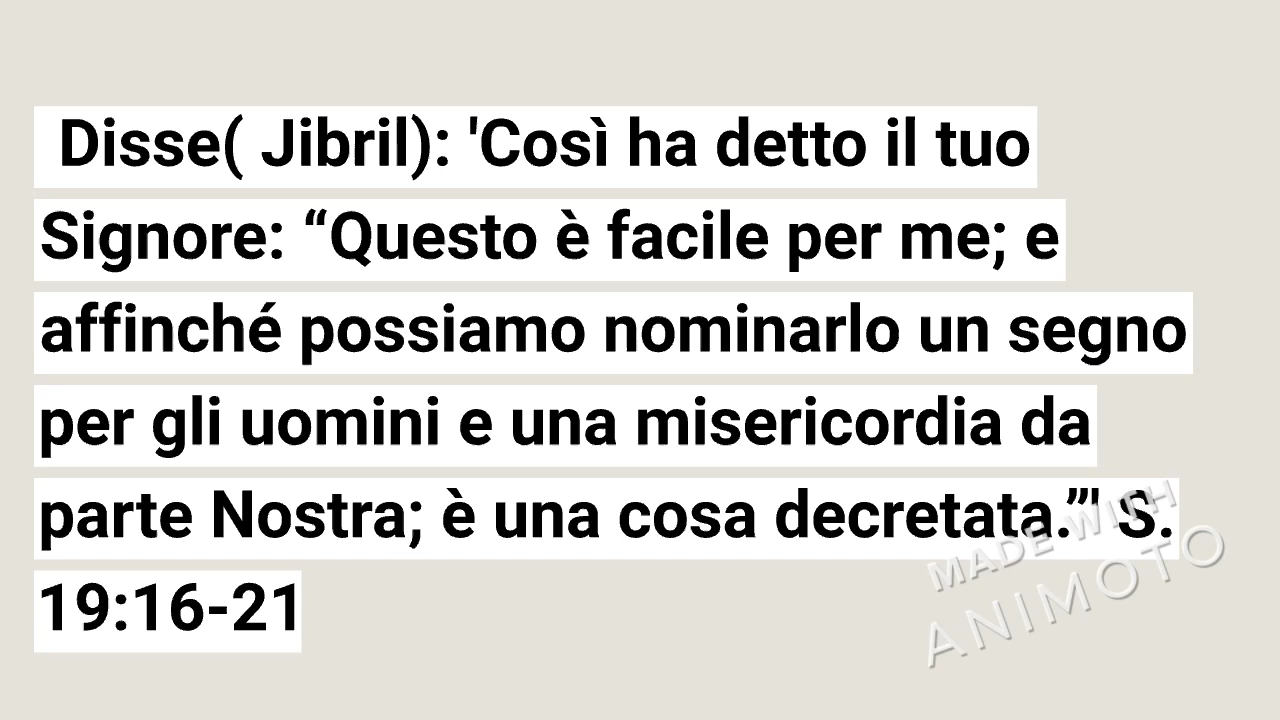 Disse( Jibril): 'Così ha detto il tuo
Signore: “Questo è facile per me; e
affinché possiamo nominarlo un segno
per gli uomini e una misericordia da
parte Nostra; è una cosa decretata.”' S.
19:16-21
MADE WITH
ANIMOTO